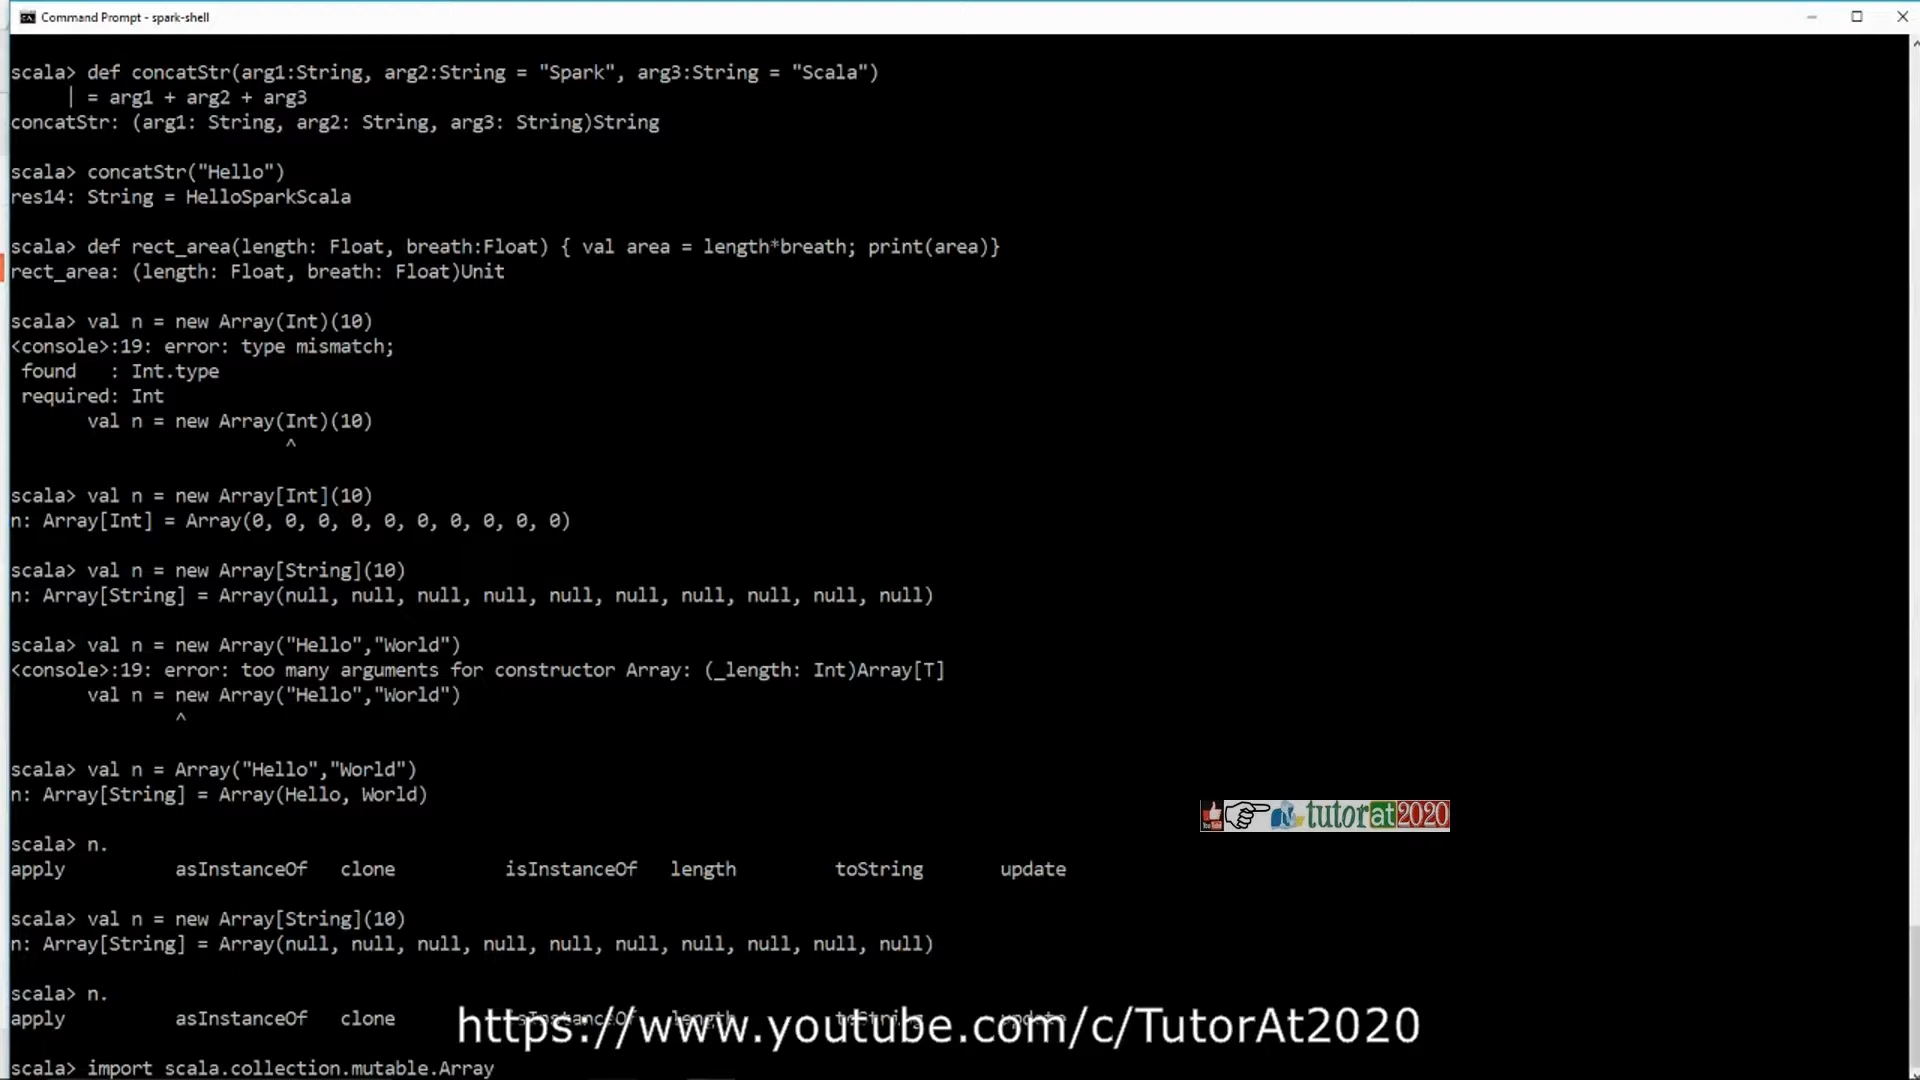 Command Prompt - spark-shell
scala> def concatStr(arg1:String, arg2:String = "Spark", arg3:String = "Scala")
     | = arg1 + arg2 + arg3
concatStr: (arg1: String, arg2: String, arg3: String)String
scala> concatStr("Hello")
res14: String = HelloSparkScala
scala> def rect_area(length: Float, breath:Float) { val area = length*breath; print(area)}
rect_area: (length: Float, breath: Float)Unit
scala> val n = new Array(Int)(10)
<console>:19: error: type mismatch;
 found   : Int.type
 required: Int
       val n = new Array(Int)(10)
                         ^
scala> val n = new Array[Int](10)
n: Array[Int] = Array(0, 0, 0, 0, 0, 0, 0, 0, 0, 0)
scala> val n = new Array[String](10)
n: Array[String] = Array(null, null, null, null, null, null, null, null, null, null)
scala> val n = new Array("Hello","World")
<console>:19: error: too many arguments for constructor Array: (_length: Int)Array[T]
       val n = new Array("Hello","World")
               ^
scala> val n = Array("Hello","World")
n: Array[String] = Array(Hello, World)
tutorat2020
scala> n.
apply          asInstanceOf   clone          isInstanceOf   length         toString       update
scala> val n = new Array[String](10)
n: Array[String] = Array(null, null, null, null, null, null, null, null, null, null)
scala> n.
apply          asInstanceOf   clone          isInstanceOf   length         toString       update
https://www.youtube.com/c/TutorAt2020
scala> import scala.collection.mutable.Array